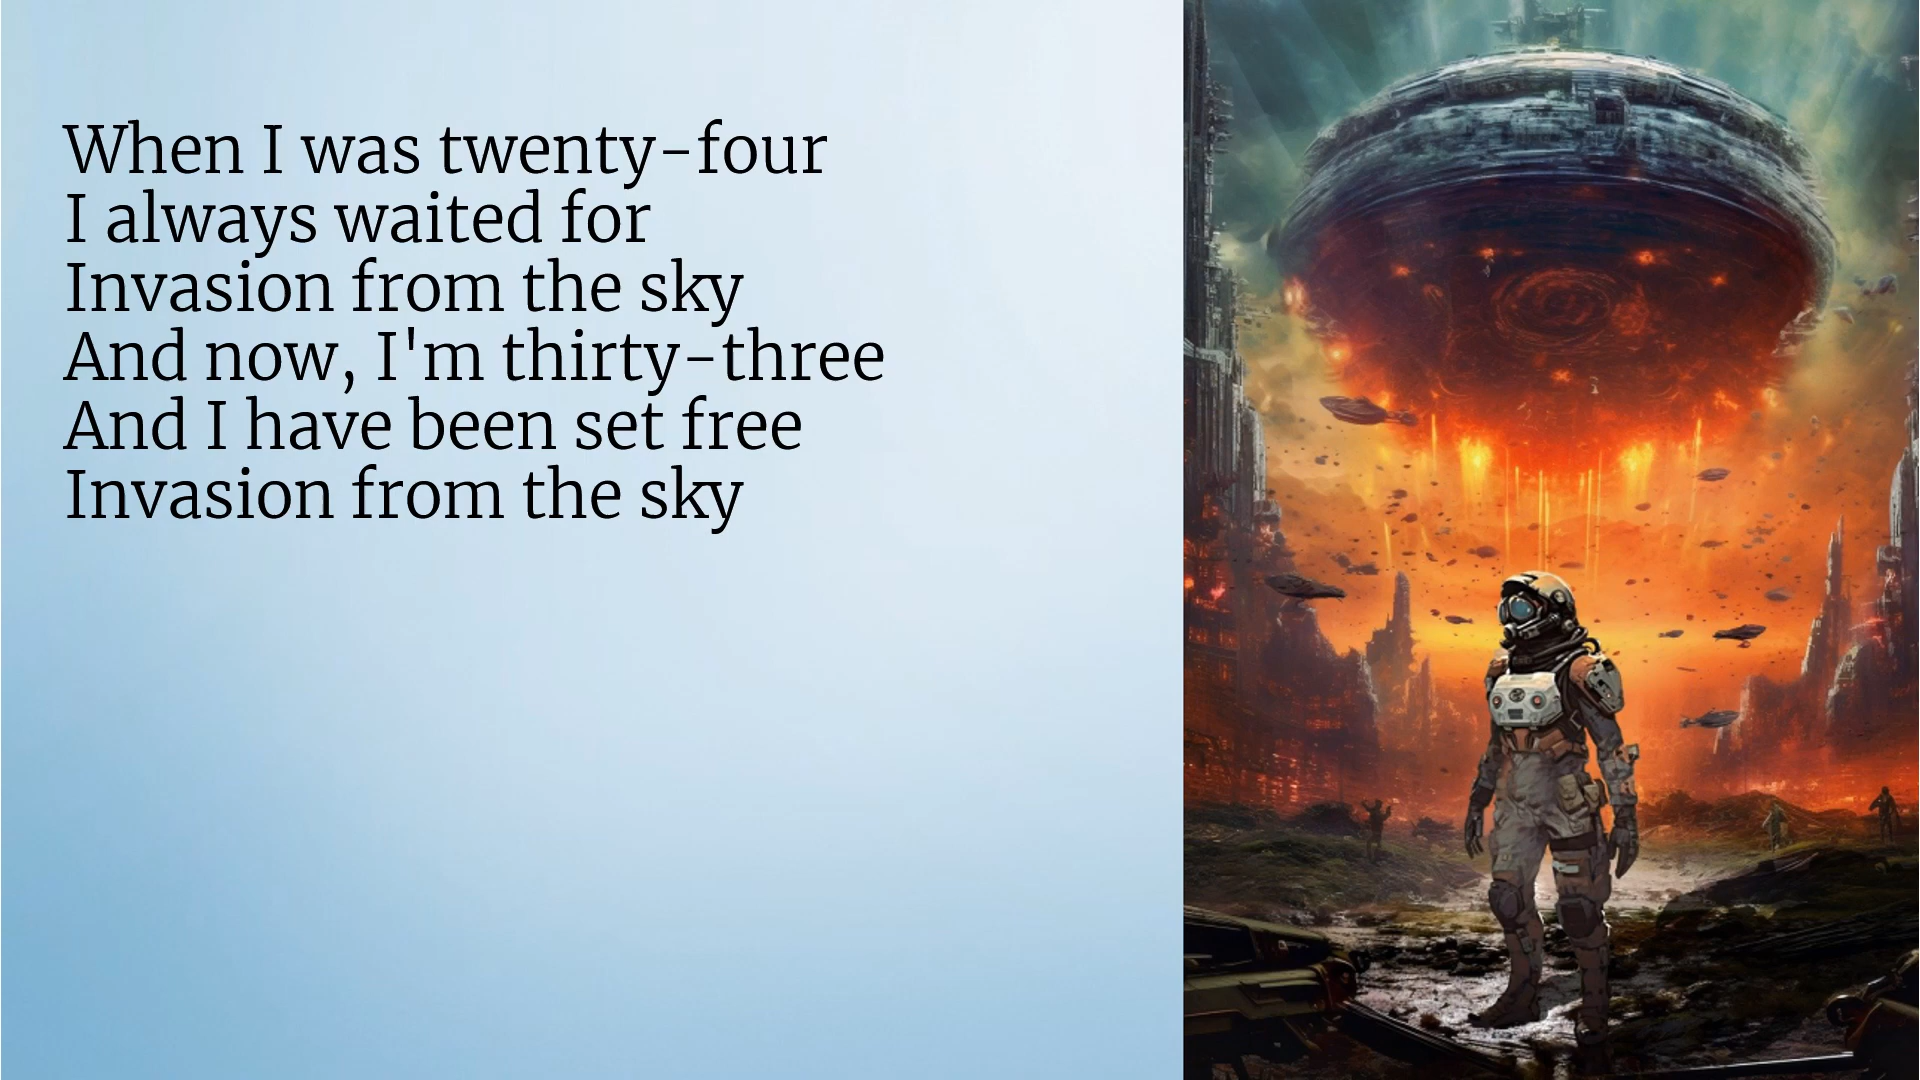 When I was twenty-four
I always waited for
Invasion from the sky
And now, I'm thirty-three
And I have been set free
Invasion from the sky